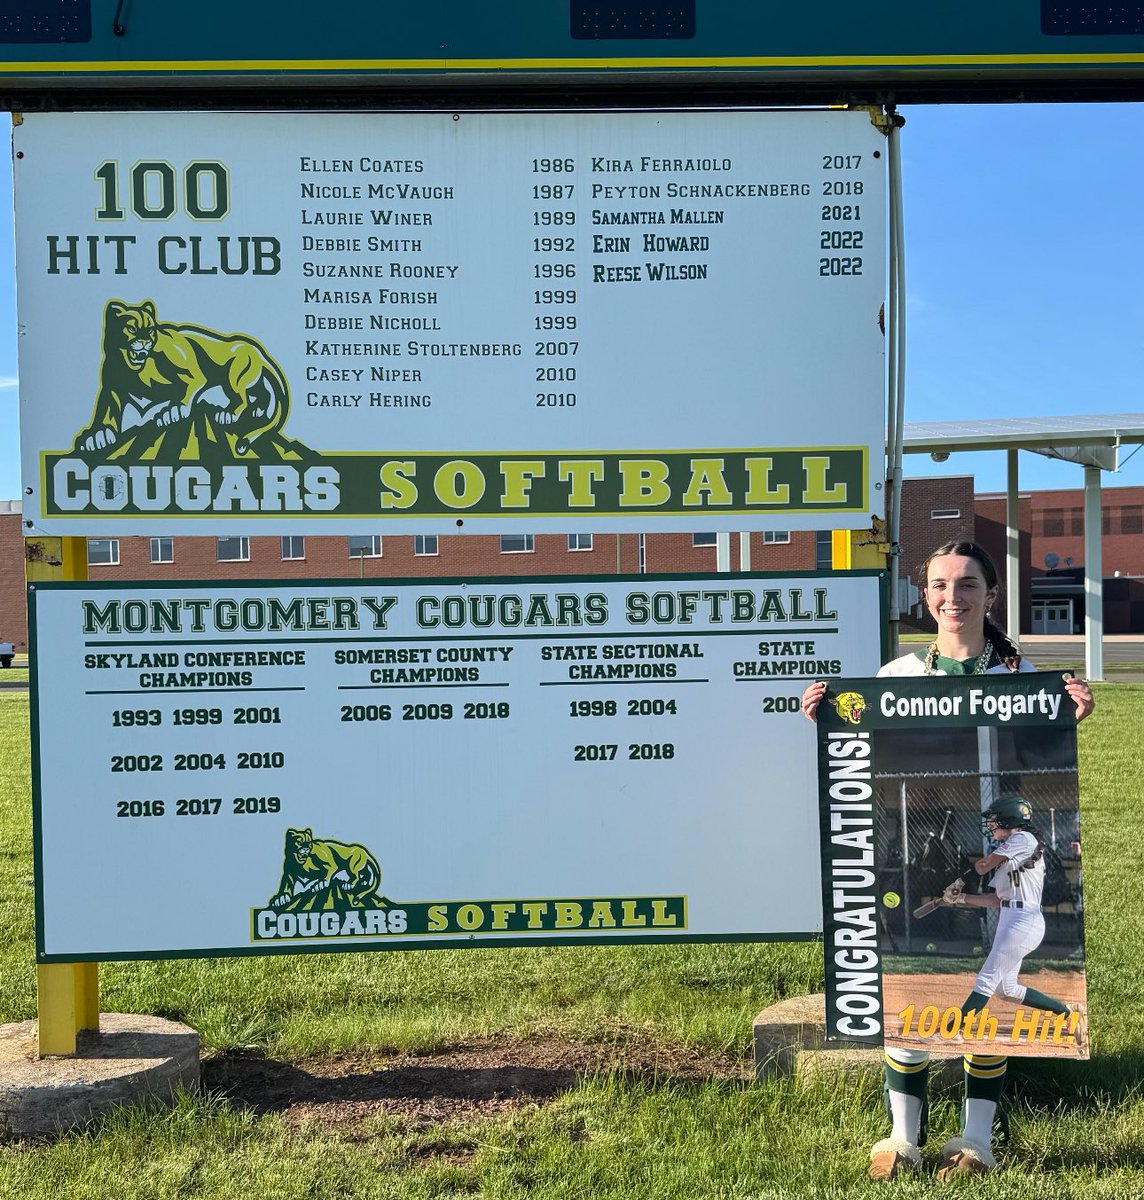 100
HIT CLUB
ELLEN COATES 1986
NICOLE MCVAUGH 1987
LAURIE WINER 1989
DEBBIE SMITH 1992
SUZANNE ROONEY 1996
MARISA FORISH 1999
DEBBIE NICHOLL 1999
KATHERINE STOLTENBERG 2007
CASEY NIPER 2010
CARLY HERING 2010
KIRA FERRAIOLO 2017
PEYTON SCHNACKENBERG 2018
SAMANTHA MALLEN 2021
ERIN HOWARD 2022
REESE WILSON 2022
COUGARS SOFTBALL
MONTGOMERY COUGARS SOFTBALL
SKYLAND CONFERENCE
CHAMPIONS
1993 1999 2001
2002 2004 2010
2016 2017 2019
SOMERSET COUNTY
CHAMPIONS
2006 2009 2018
STATE SECTIONAL
CHAMPIONS
1998 2004
2017 2018
STATE
CHAMPIONS
COUGARS SOFTBALL
Connor Fogarty
CONGRATULATIONS!
10
100th Hit!